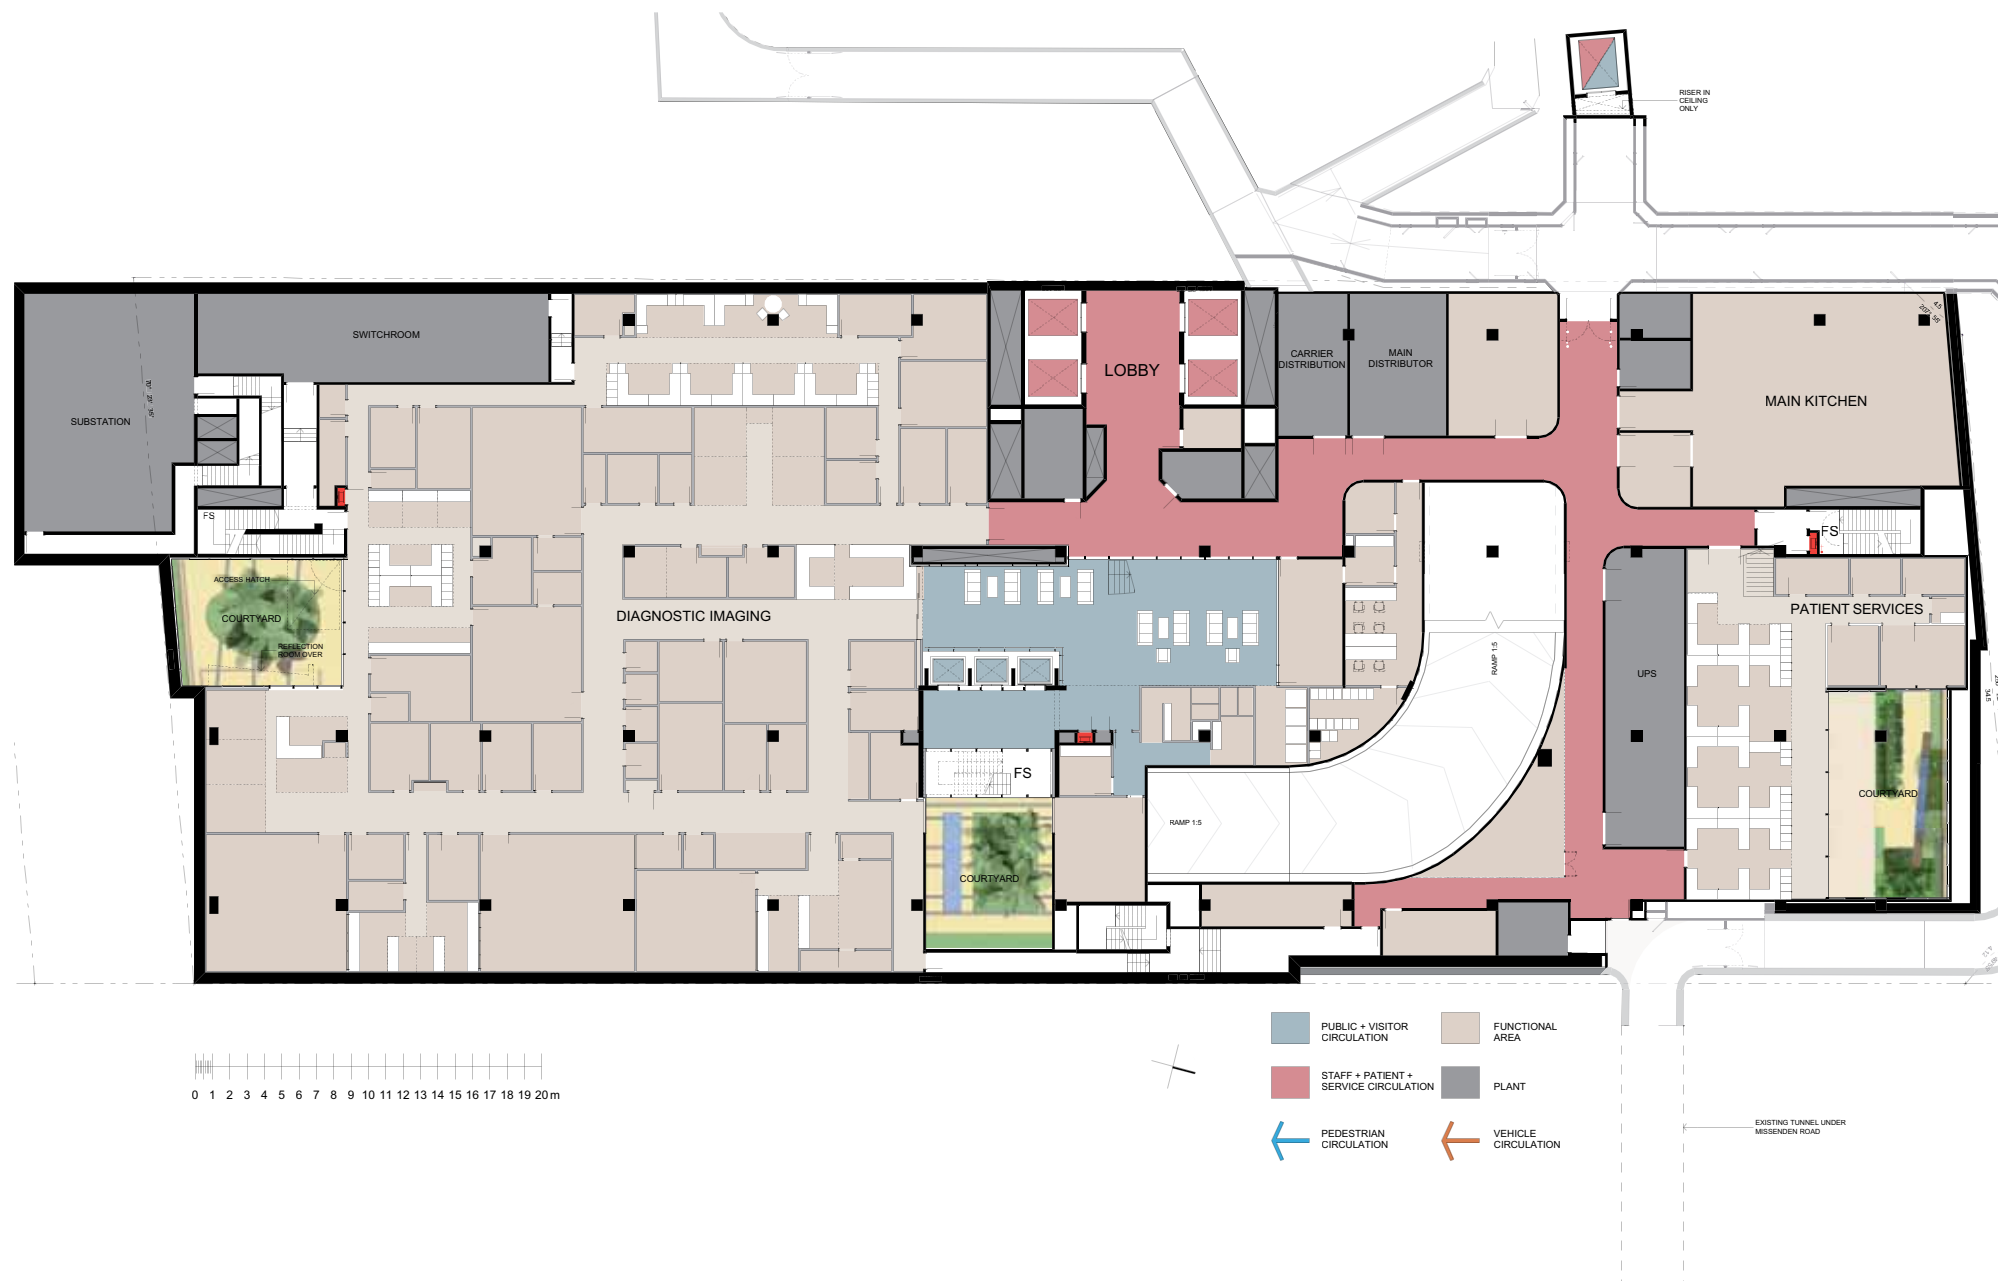 RISER IN
CEILING
ONLY
SWITCHROOM
SUBSTATION
LOBBY
CARRIER
DISTRIBUTION
MAIN
DISTRIBUTOR
MAIN KITCHEN
FS
FS
ACCESS HATCH
COURTYARD
REFLECTION
ROOM OVER
DIAGNOSTIC IMAGING
PATIENT SERVICES
RAMP 1:5
UPS
FS
COURTYARD
RAMP 1:5
COURTYARD
PUBLIC + VISITOR
CIRCULATION
FUNCTIONAL
AREA
STAFF + PATIENT +
SERVICE CIRCULATION
PLANT
PEDESTRIAN
CIRCULATION
VEHICLE
CIRCULATION
0 1 2 3 4 5 6 7 8 9 10 11 12 13 14 15 16 17 18 19 20 m
EXISTING TUNNEL UNDER
MISSENDEN ROAD